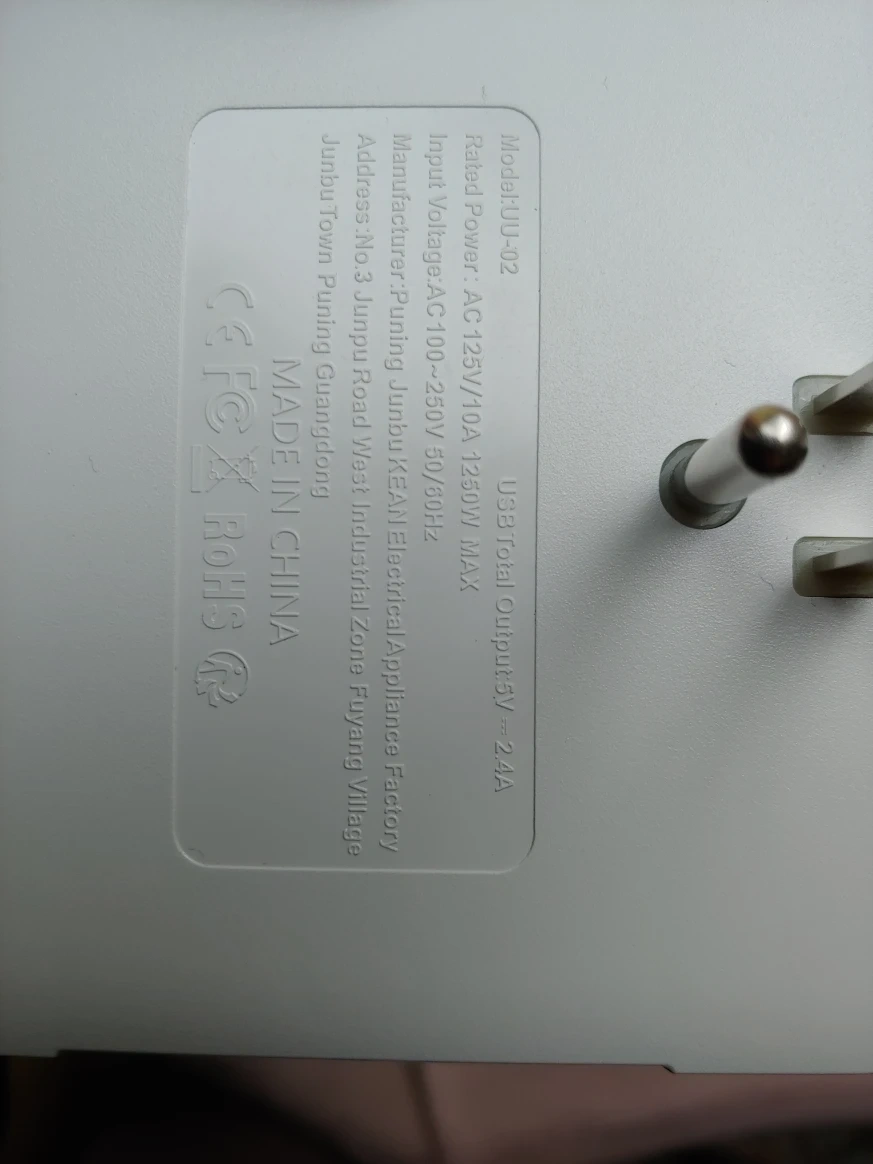 Model:UU-02 USB Total Output:5V ⎓ 2.4A
Rated Power: AC 125V/10A 1250W MAX
Input Voltage:AC 100~250V 50/60Hz
Manufacturer:Puning Junbu KEAN Electrical Appliance Factory
Address:No.3 Junpu Road West Industrial Zone Fuyang Village
Junbu Town Puning Guangdong
MADE IN CHINA
CE FC RoHS